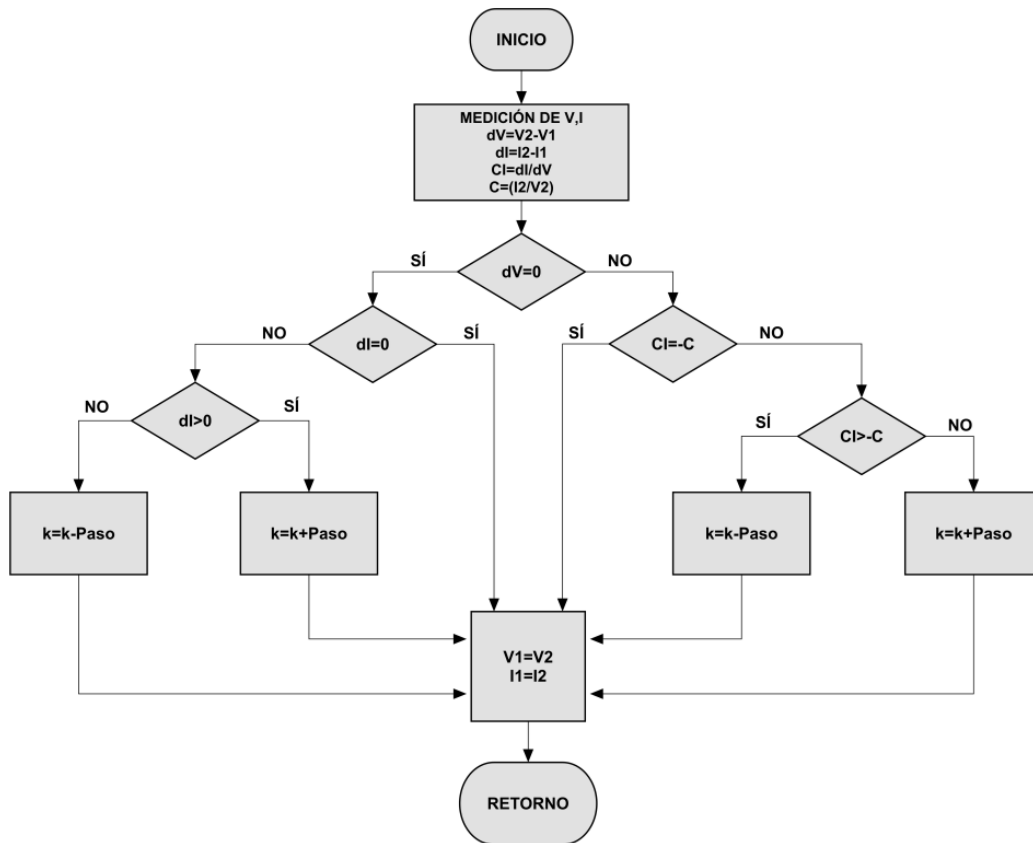 INICIO
MEDICIÓN DE V,I
dV=V2-V1
dI=I2-I1
CI=dI/dV
C=(I2/V2)
SÍ
dV=0
NO
NO
dI=0
SÍ
SÍ
CI=-C
NO
NO
dI>0
SÍ
SÍ
CI>-C
NO
k=k-Paso
k=k+Paso
k=k-Paso
k=k+Paso
V1=V2
I1=I2
RETORNO